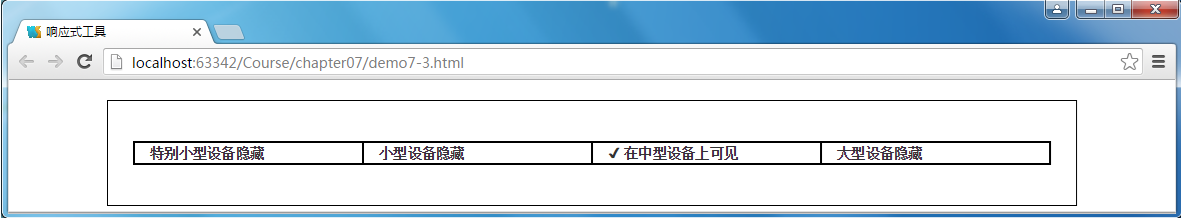 响应式工具
localhost:63342/Course/chapter07/demo7-3.html
特别小型设备隐藏 小型设备隐藏 ✔ 在中型设备上可见 大型设备隐藏